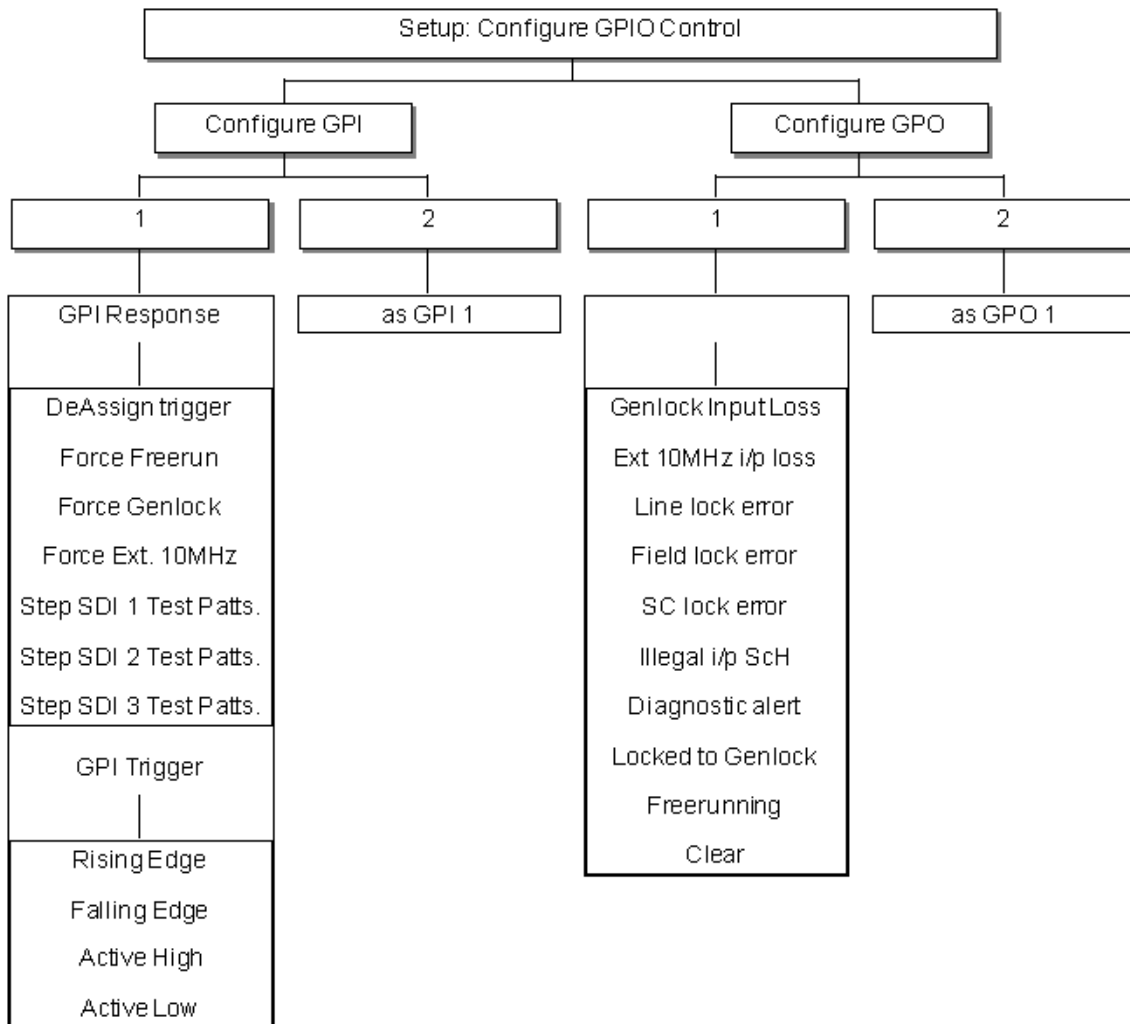 Setup: Configure GPIO Control
Configure GPI
Configure GPO
1
2
1
2
GPI Response
as GPI 1
as GPO 1
DeAssign trigger
Force Freerun
Force Genlock
Force Ext. 10MHz
Step SDI 1 Test Patts.
Step SDI 2 Test Patts.
Step SDI 3 Test Patts.
GPI Trigger
Rising Edge
Falling Edge
Active High
Active Low
Genlock Input Loss
Ext 10MHz i/p loss
Line lock error
Field lock error
SC lock error
Illegal i/p ScH
Diagnostic alert
Locked to Genlock
Freerunning
Clear